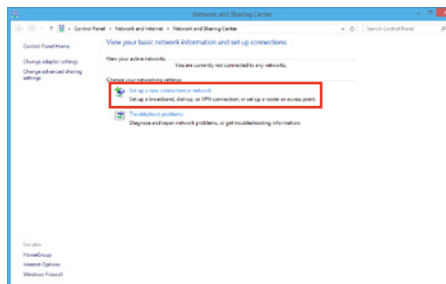 Network and Sharing Center
Control Panel › Network and Internet › Network and Sharing Center
Search Control Panel
Control Panel Home
Change adapter settings
Change advanced sharing
settings
View your basic network information and set up connections
View your active networks
You are currently not connected to any networks.
Change your networking settings
Set up a new connection or network
Set up a broadband, dial-up, or VPN connection; or set up a router or access point.
Troubleshoot problems
Diagnose and repair network problems, or get troubleshooting information.
See also
HomeGroup
Internet Options
Windows Firewall